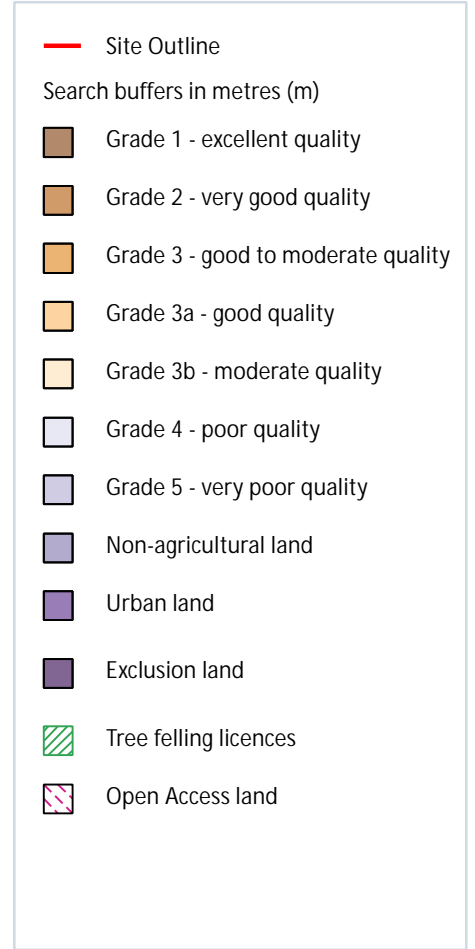 Site Outline
Search buffers in metres (m)
Grade 1 - excellent quality
Grade 2 - very good quality
Grade 3 - good to moderate quality
Grade 3a - good quality
Grade 3b - moderate quality
Grade 4 - poor quality
Grade 5 - very poor quality
Non-agricultural land
Urban land
Exclusion land
Tree felling licences
Open Access land